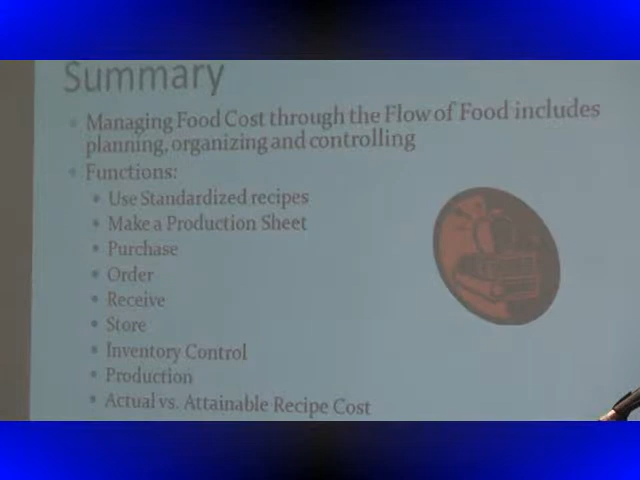 Summary
Managing Food Cost through the Flow of Food includes
planning, organizing and controlling
Functions:
Use Standardized recipes
Make a Production Sheet
Purchase
Order
Receive
Store
Inventory Control
Production
Actual vs. Attainable Recipe Cost